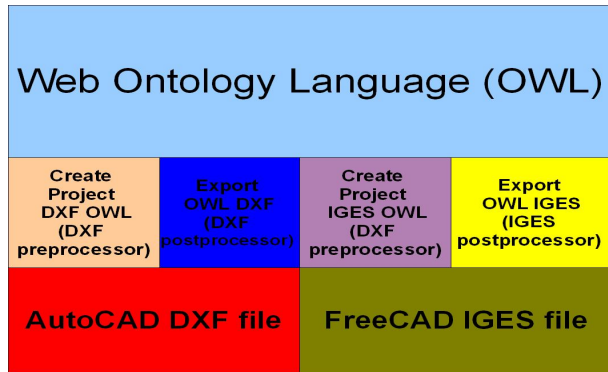 Web Ontology Language (OWL)
Create
Project
DXF OWL
(DXF
preprocessor)
Export
OWL DXF
(DXF
postprocessor)
Create
Project
IGES OWL
(DXF
preprocessor)
Export
OWL IGES
(IGES
postprocessor)
AutoCAD DXF file
FreeCAD IGES file